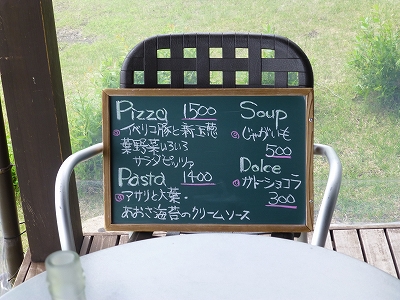 Pizza 1500
・イベリコ豚と新玉葱
葉野菜いろいろ
サラダピッツァ
Pasta 1400
・アサリと大葉・
あおさ海苔のクリームソース
Soup
・じゃがいも
500
Dolce
・ガトーショコラ
300